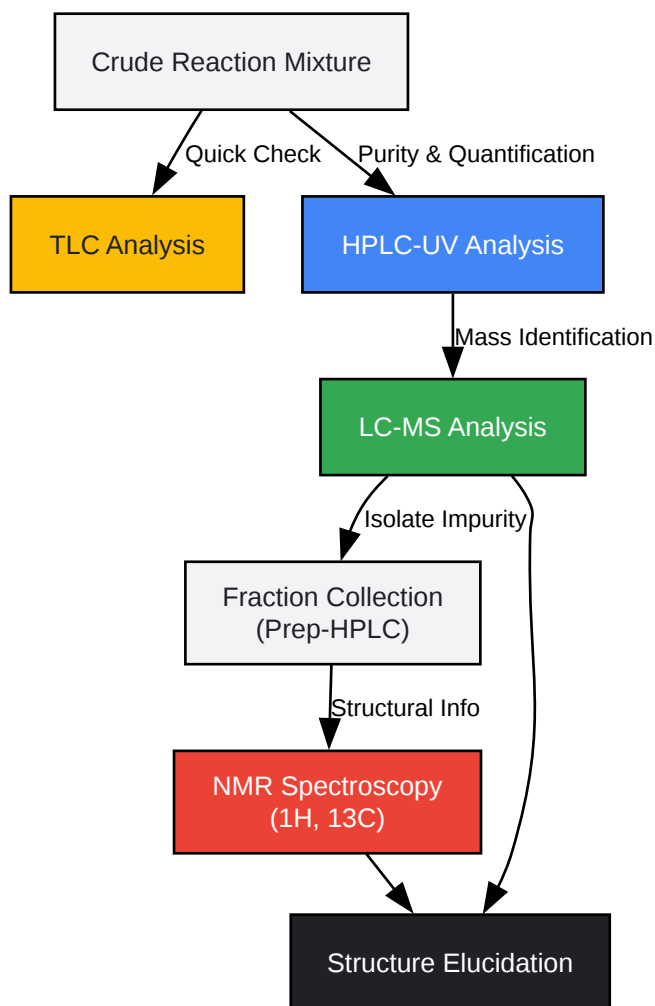 Crude Reaction Mixture
Quick Check
Purity & Quantification
TLC Analysis
HPLC-UV Analysis
Mass Identification
LC-MS Analysis
Isolate Impurity
Fraction Collection
(Prep-HPLC)
Structural Info
NMR Spectroscopy
(1H, 13C)
Structure Elucidation